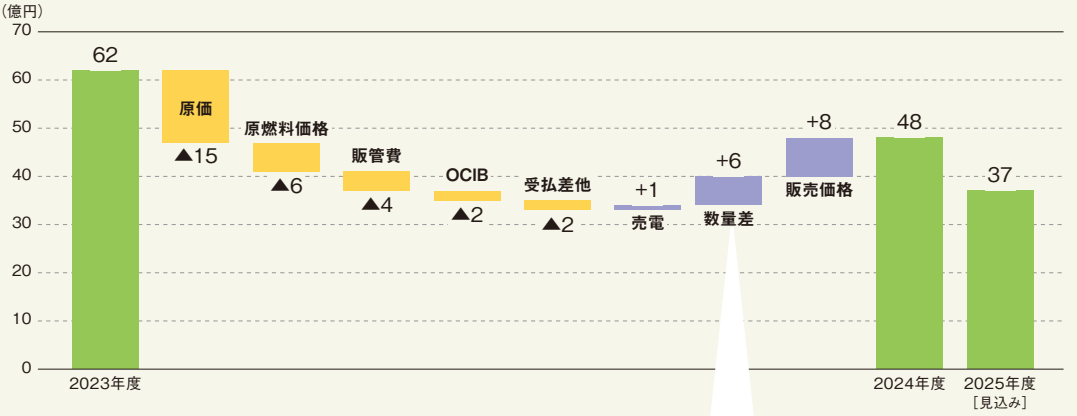 (億円)
70
60
50
40
30
20
10
0
62
原価
▲15
原燃料価格
▲6
販管費
▲4
OCIB
▲2
受払差他
▲2
+1
売電
+6
数量差
+8
販売価格
48
37
2023年度
2024年度
2025年度
[見込み]